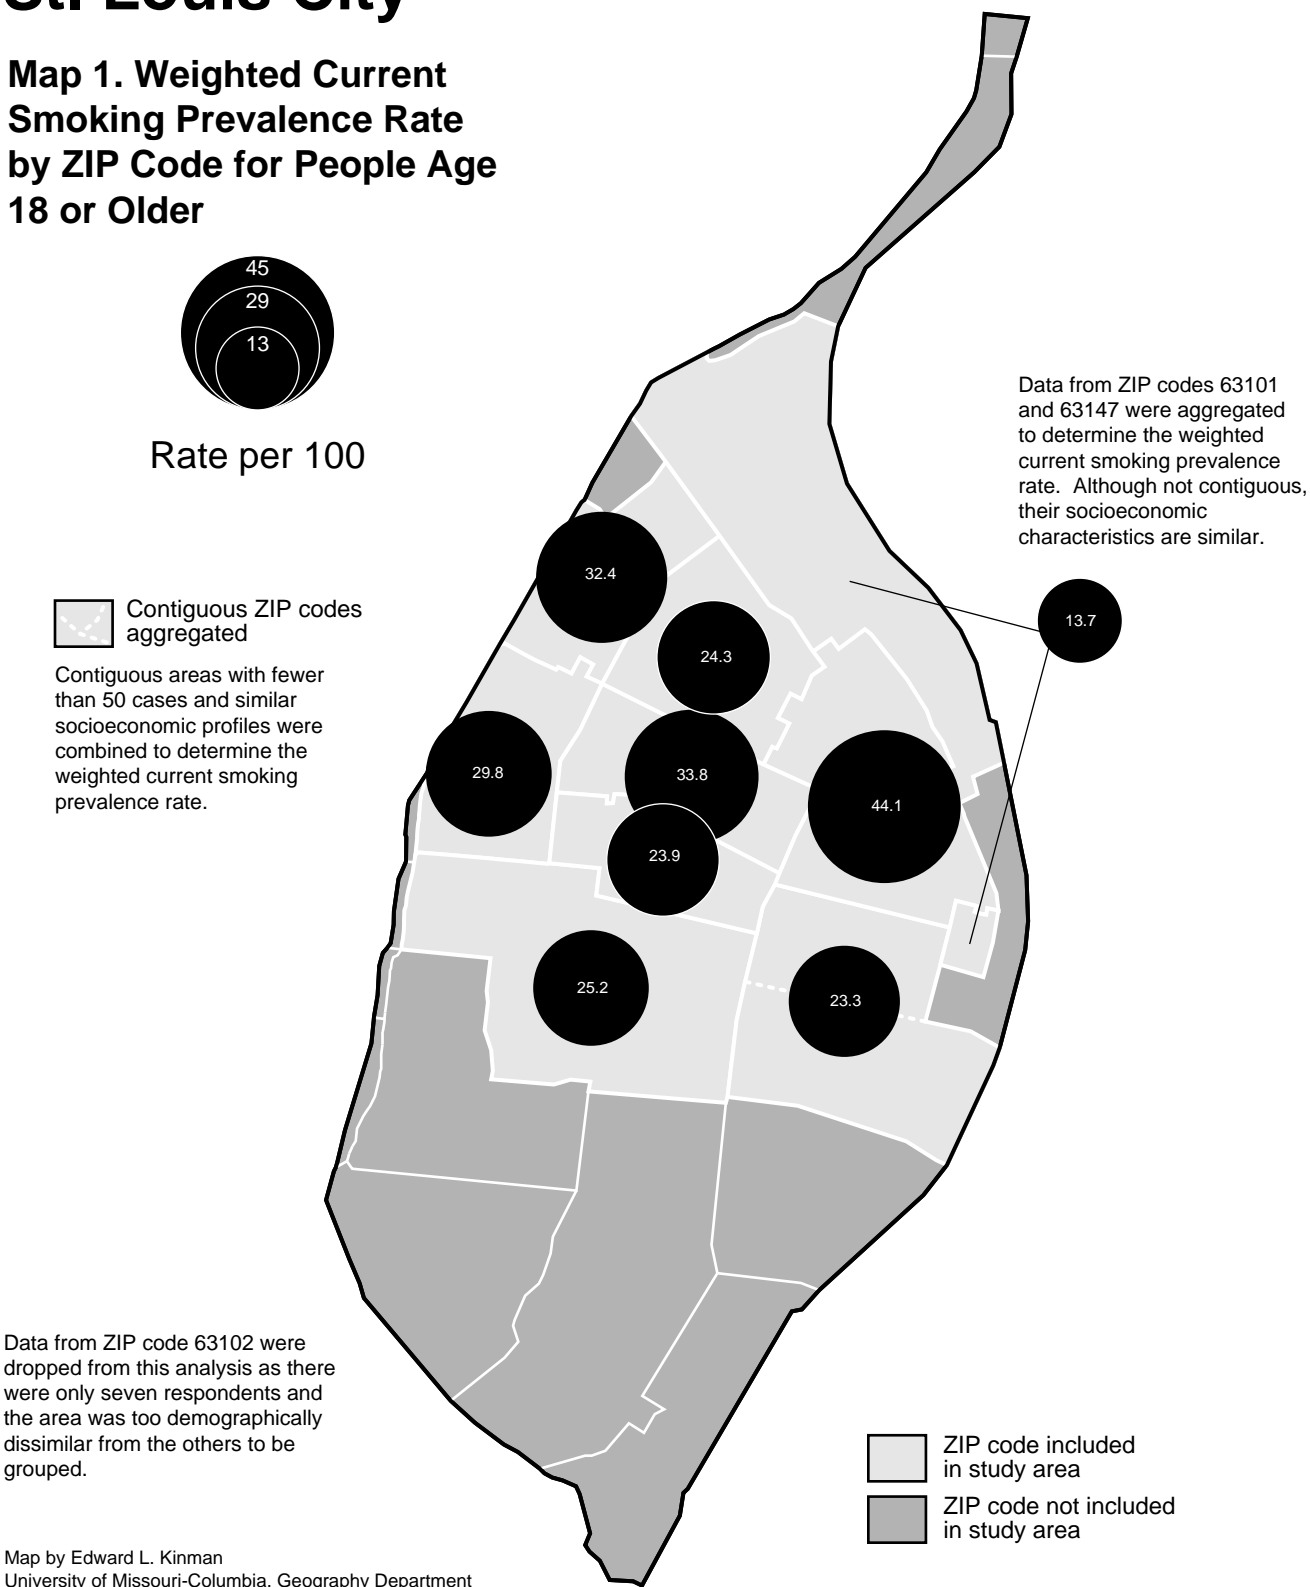 St. Louis City
Map 1. Weighted Current
Smoking Prevalence Rate
by ZIP Code for People Age
18 or Older
45
29
13
Rate per 100
Data from ZIP codes 63101
and 63147 were aggregated
to determine the weighted
current smoking prevalence
rate.  Although not contiguous,
their socioeconomic
characteristics are similar.
13.7
Contiguous ZIP codes
aggregated
Contiguous areas with fewer
than 50 cases and similar
socioeconomic profiles were
combined to determine the
weighted current smoking
prevalence rate.
32.4
24.3
29.8
33.8
44.1
23.9
25.2
23.3
Data from ZIP code 63102 were
dropped from this analysis as there
were only seven respondents and
the area was too demographically
dissimilar from the others to be
grouped.
ZIP code included
in study area
ZIP code not included
in study area
Map by Edward L. Kinman
University of Missouri-Columbia, Geography Department